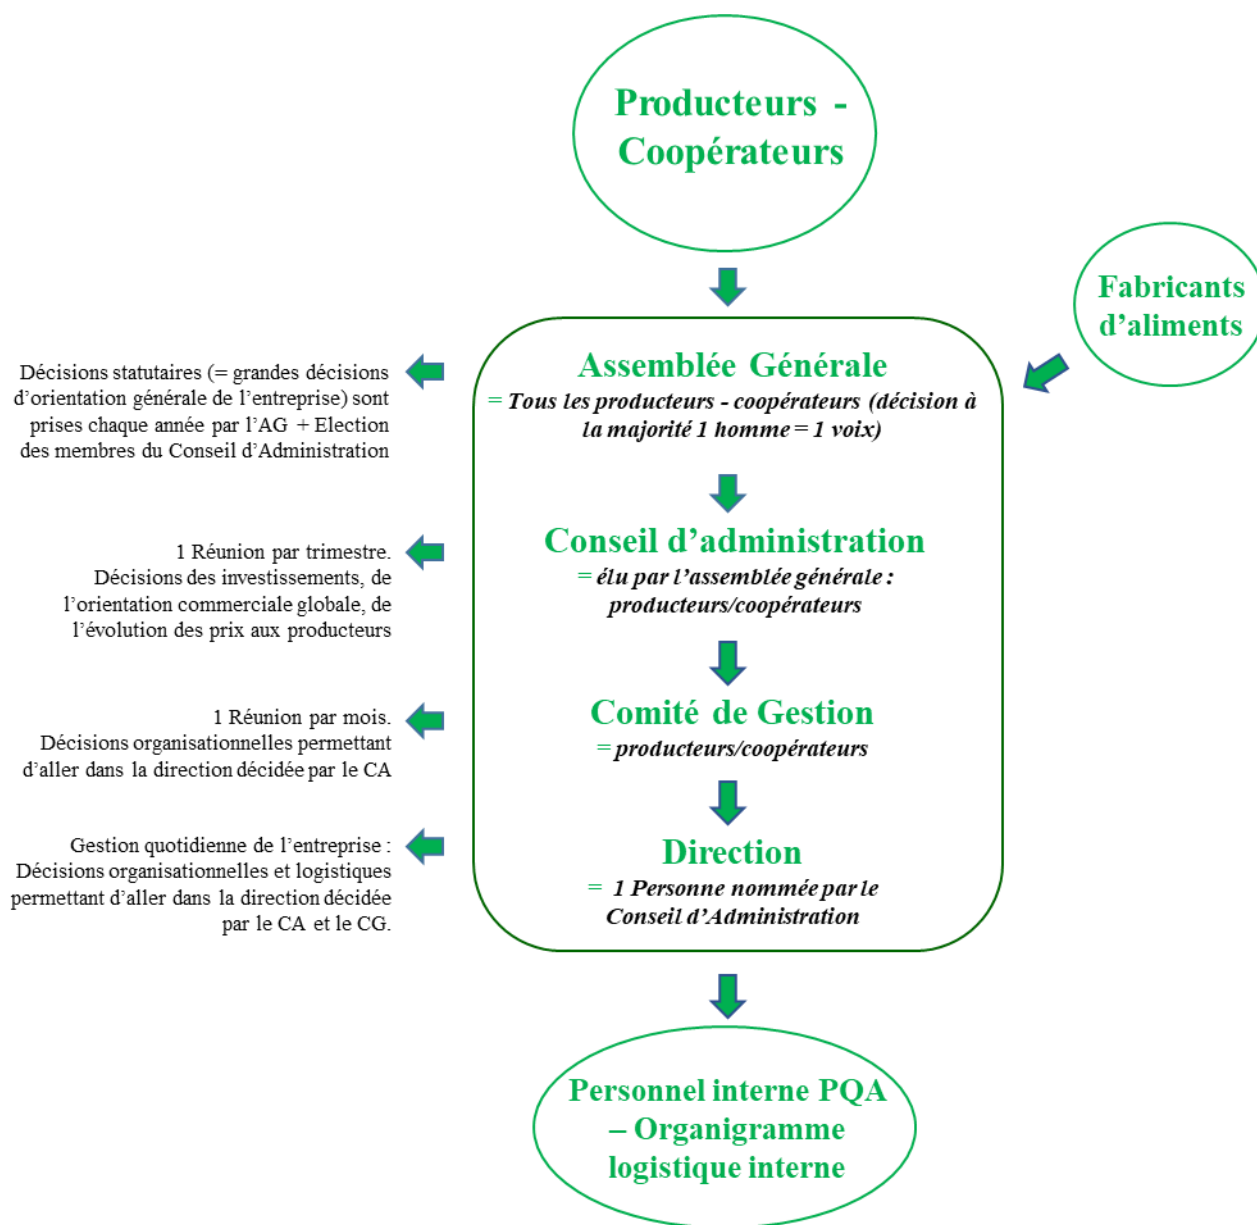 Producteurs -
Coopérateurs
Fabricants
d’aliments
Assemblée Générale
= Tous les producteurs - coopérateurs (décision à
la majorité 1 homme = 1 voix)
Décisions statutaires (= grandes décisions
d’orientation générale de l’entreprise) sont
prises chaque année par l’AG + Election
des membres du Conseil d’Administration
Conseil d’administration
= élu par l’assemblée générale :
producteurs/coopérateurs
1 Réunion par trimestre.
Décisions des investissements, de
l’orientation commerciale globale, de
l’évolution des prix aux producteurs
Comité de Gestion
= producteurs/coopérateurs
1 Réunion par mois.
Décisions organisationnelles permettant
d’aller dans la direction décidée par le CA
Direction
= 1 Personne nommée par le
Conseil d’Administration
Gestion quotidienne de l’entreprise :
Décisions organisationnelles et logistiques
permettant d’aller dans la direction décidée
par le CA et le CG.
Personnel interne PQA
– Organigramme
logistique interne